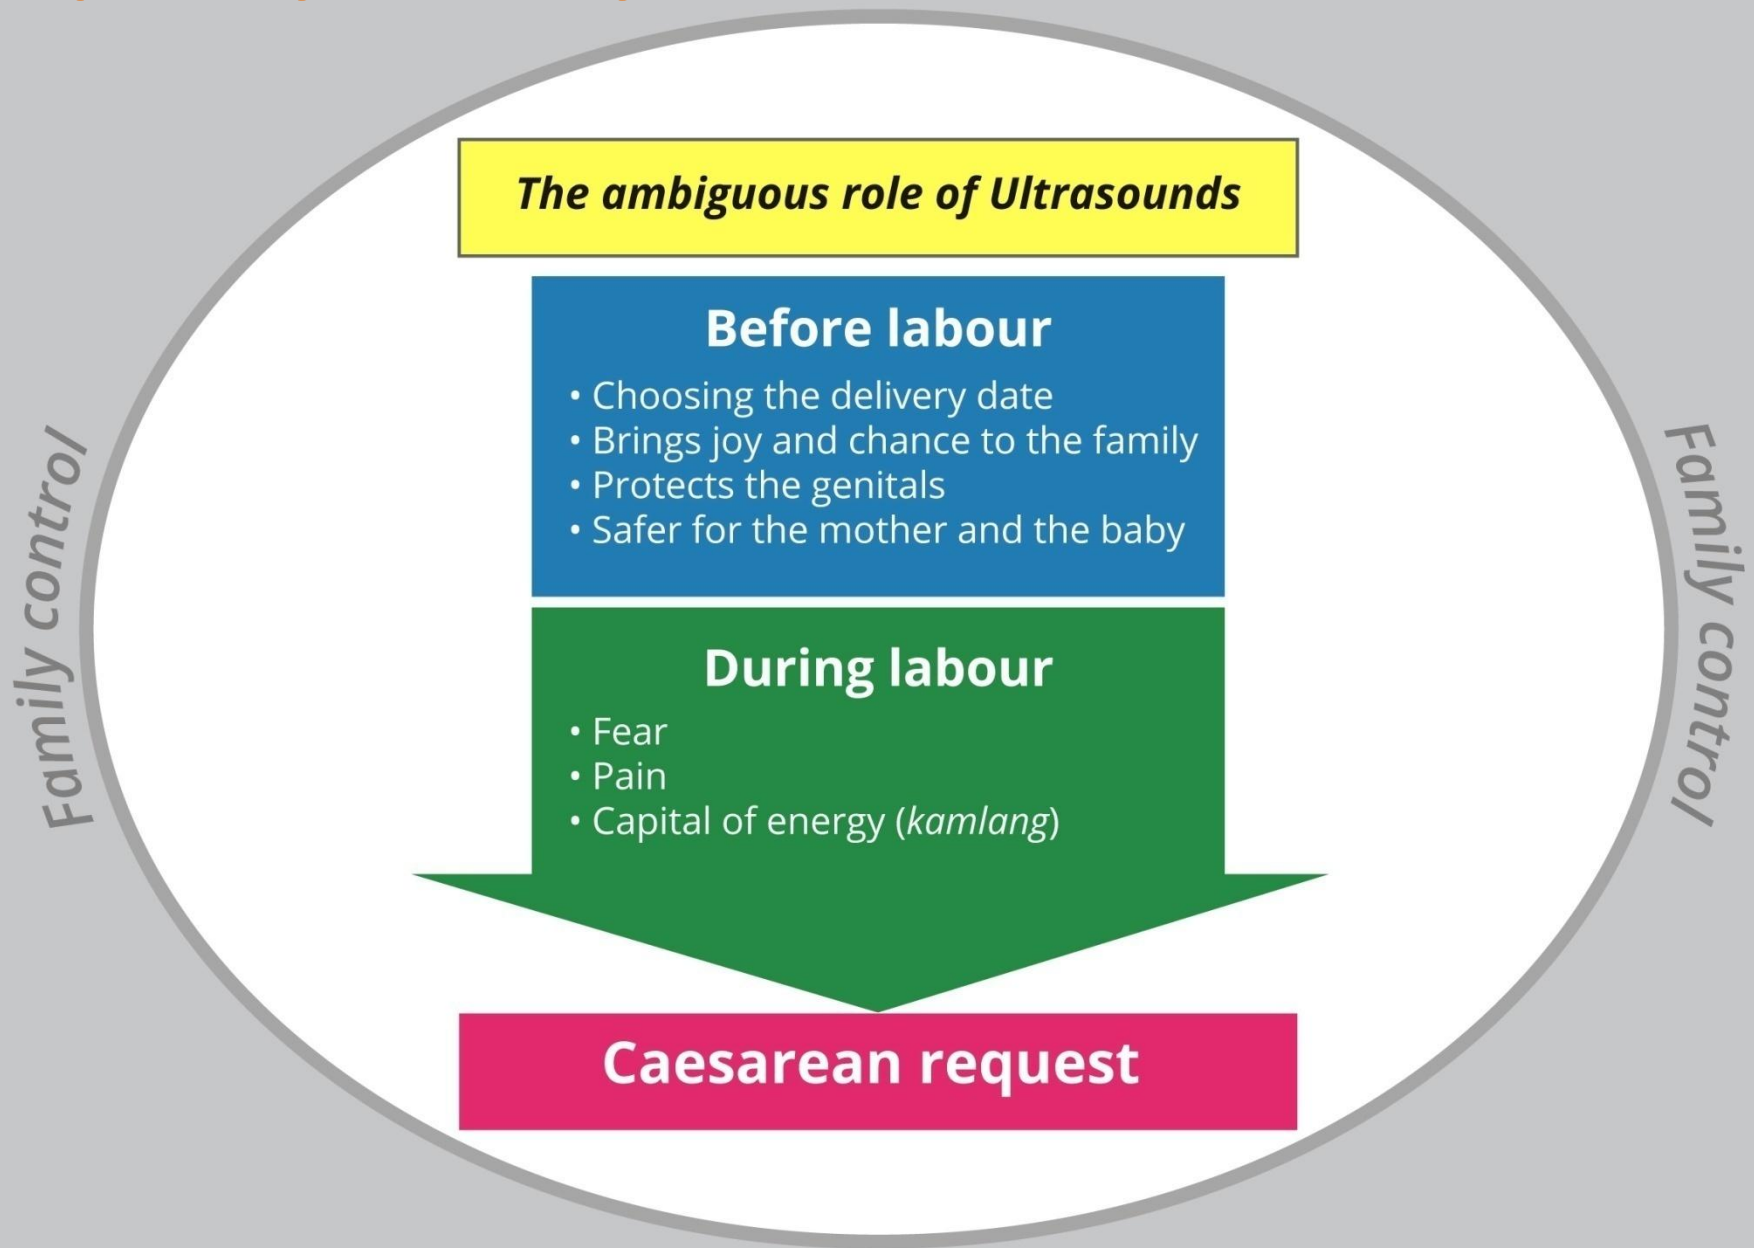 The ambiguous role of Ultrasounds
Before labour
• Choosing the delivery date
• Brings joy and chance to the family
• Protects the genitals
• Safer for the mother and the baby
During labour
• Fear
• Pain
• Capital of energy (kamlang)
Caesarean request
Family control
Family control